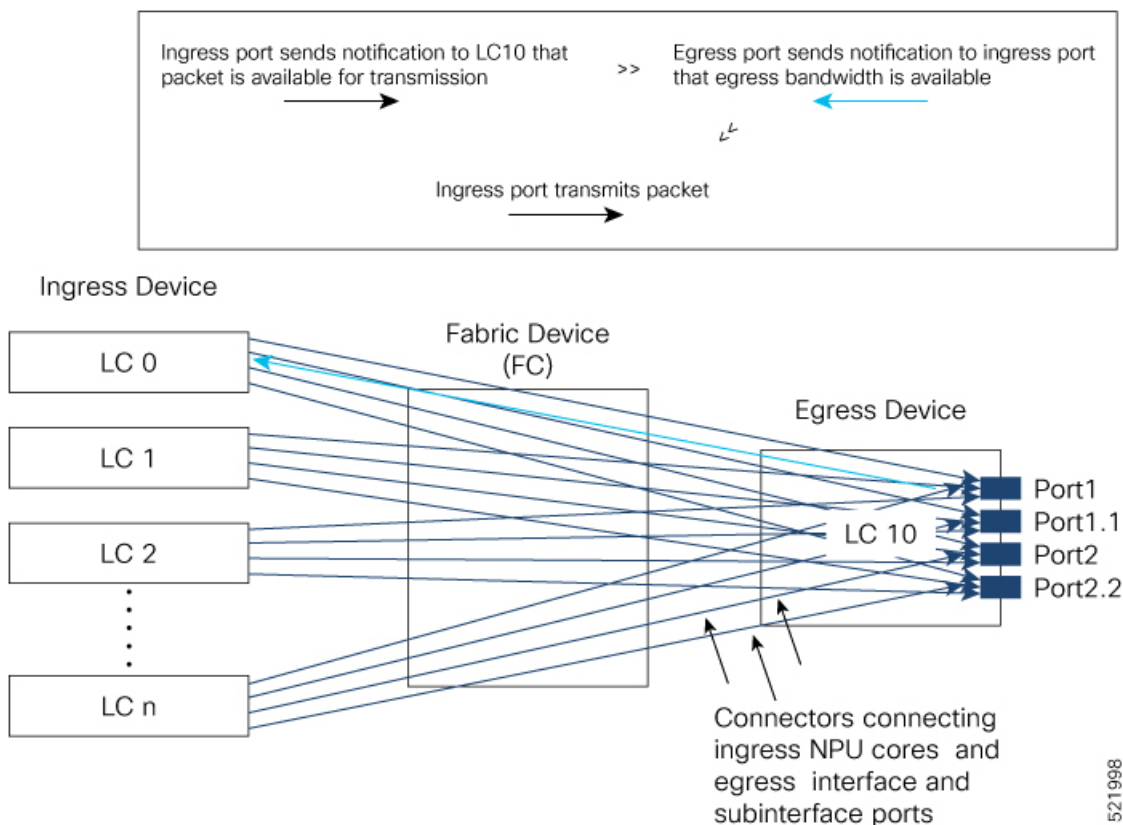 Ingress port sends notification to LC10 that
packet is available for transmission
>>
Egress port sends notification to ingress port
that egress bandwidth is available
>>
Ingress port transmits packet
Ingress Device
LC 0
LC 1
LC 2
LC n
Fabric Device
(FC)
Egress Device
LC 10
Port1
Port1.1
Port2
Port2.2
Connectors connecting
ingress NPU cores and
egress interface and
subinterface ports
521998